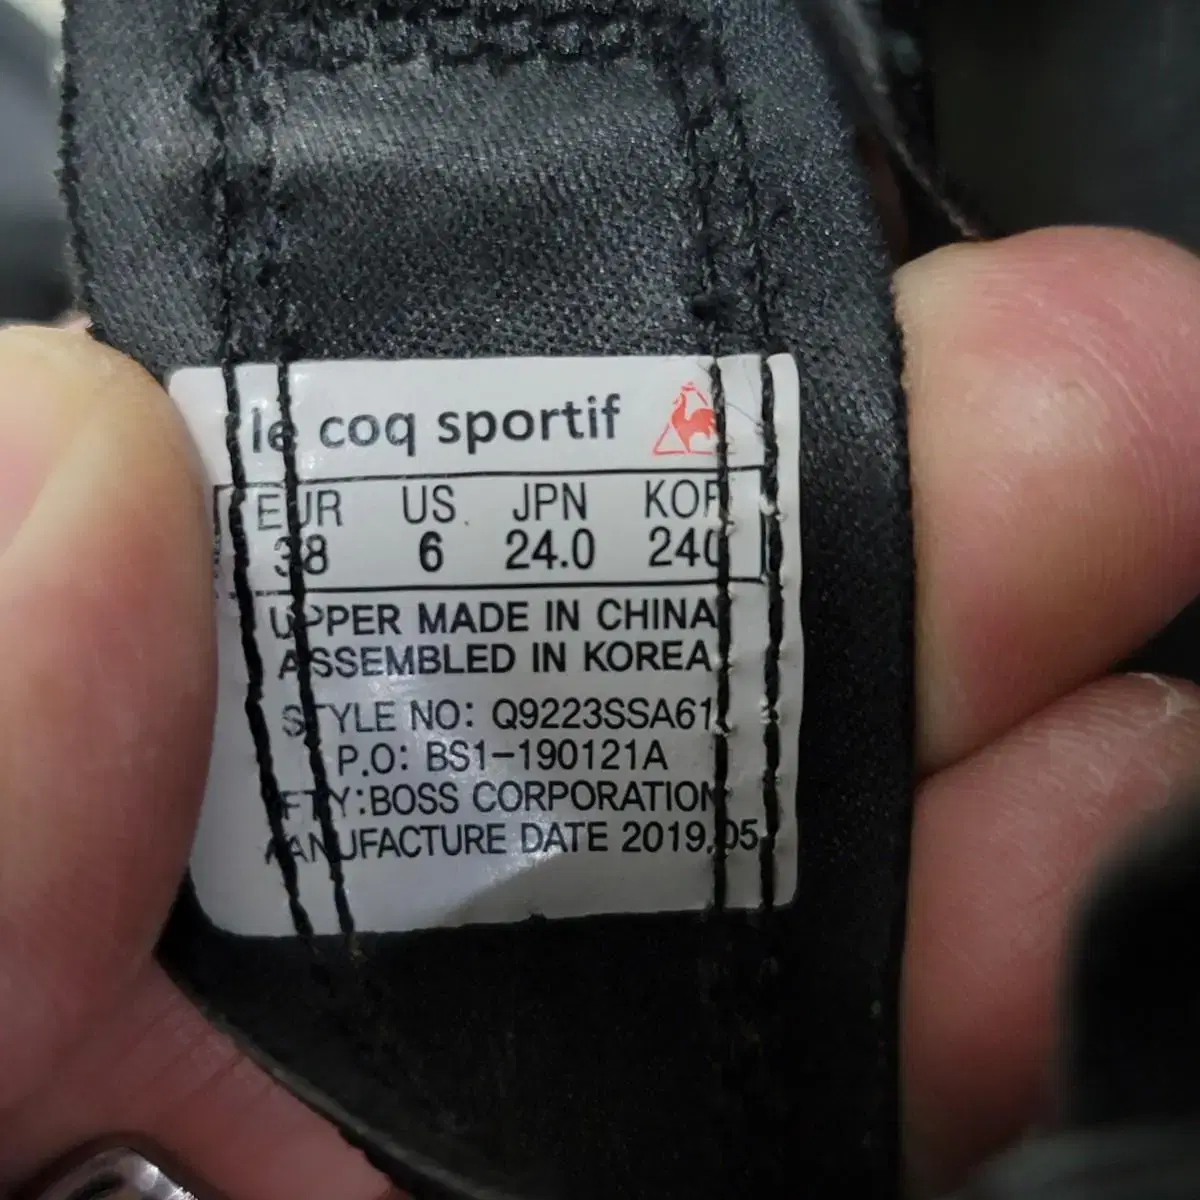 le coq sportif
EUR US JPN KOR
38 6 24.0 240
UPPER MADE IN CHINA
ASSEMBLED IN KOREA
STYLE NO: Q9223SSA61
P.O: BS1-190121A
FTY:BOSS CORPORATION
MANUFACTURE DATE 2019,05